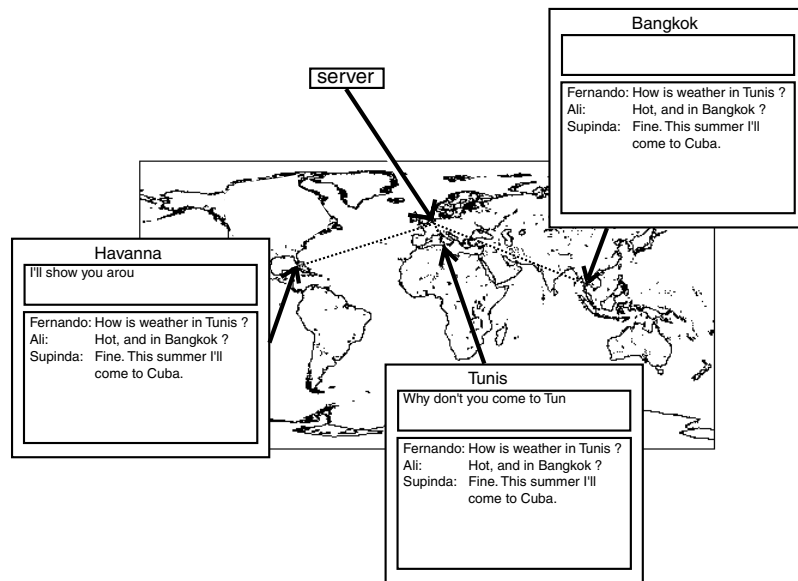 Bangkok
server
Fernando: How is weather in Tunis ?
Ali: Hot, and in Bangkok ?
Supinda: Fine. This summer I'll
come to Cuba.
Havanna
I'll show you arou
Fernando: How is weather in Tunis ?
Ali: Hot, and in Bangkok ?
Supinda: Fine. This summer I'll
come to Cuba.
Tunis
Why don't you come to Tun
Fernando: How is weather in Tunis ?
Ali: Hot, and in Bangkok ?
Supinda: Fine. This summer I'll
come to Cuba.